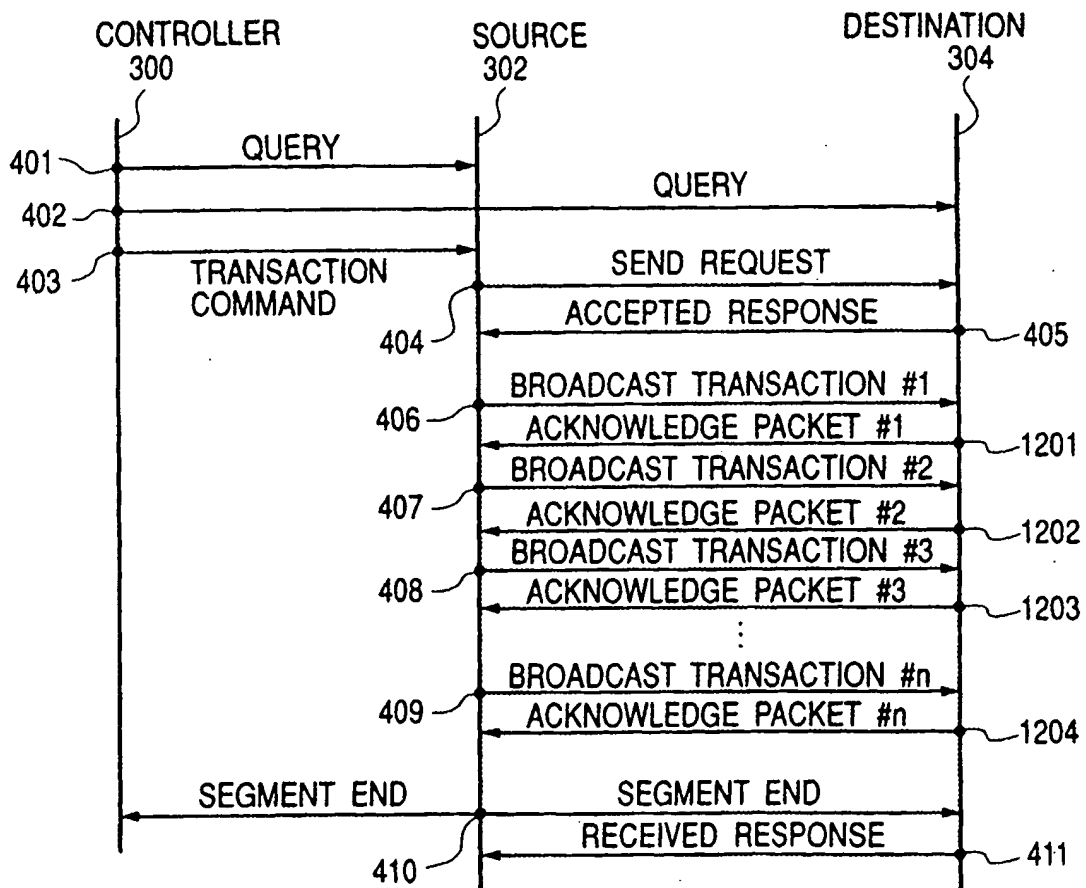 CONTROLLER
300
SOURCE
302
DESTINATION
304
401
QUERY
402
QUERY
403
TRANSACTION
COMMAND
404
SEND REQUEST
ACCEPTED RESPONSE
405
BROADCAST TRANSACTION #1
406
ACKNOWLEDGE PACKET #1
1201
BROADCAST TRANSACTION #2
407
ACKNOWLEDGE PACKET #2
1202
BROADCAST TRANSACTION #3
408
ACKNOWLEDGE PACKET #3
1203
BROADCAST TRANSACTION #n
409
ACKNOWLEDGE PACKET #n
1204
SEGMENT END
SEGMENT END
410
RECEIVED RESPONSE
411